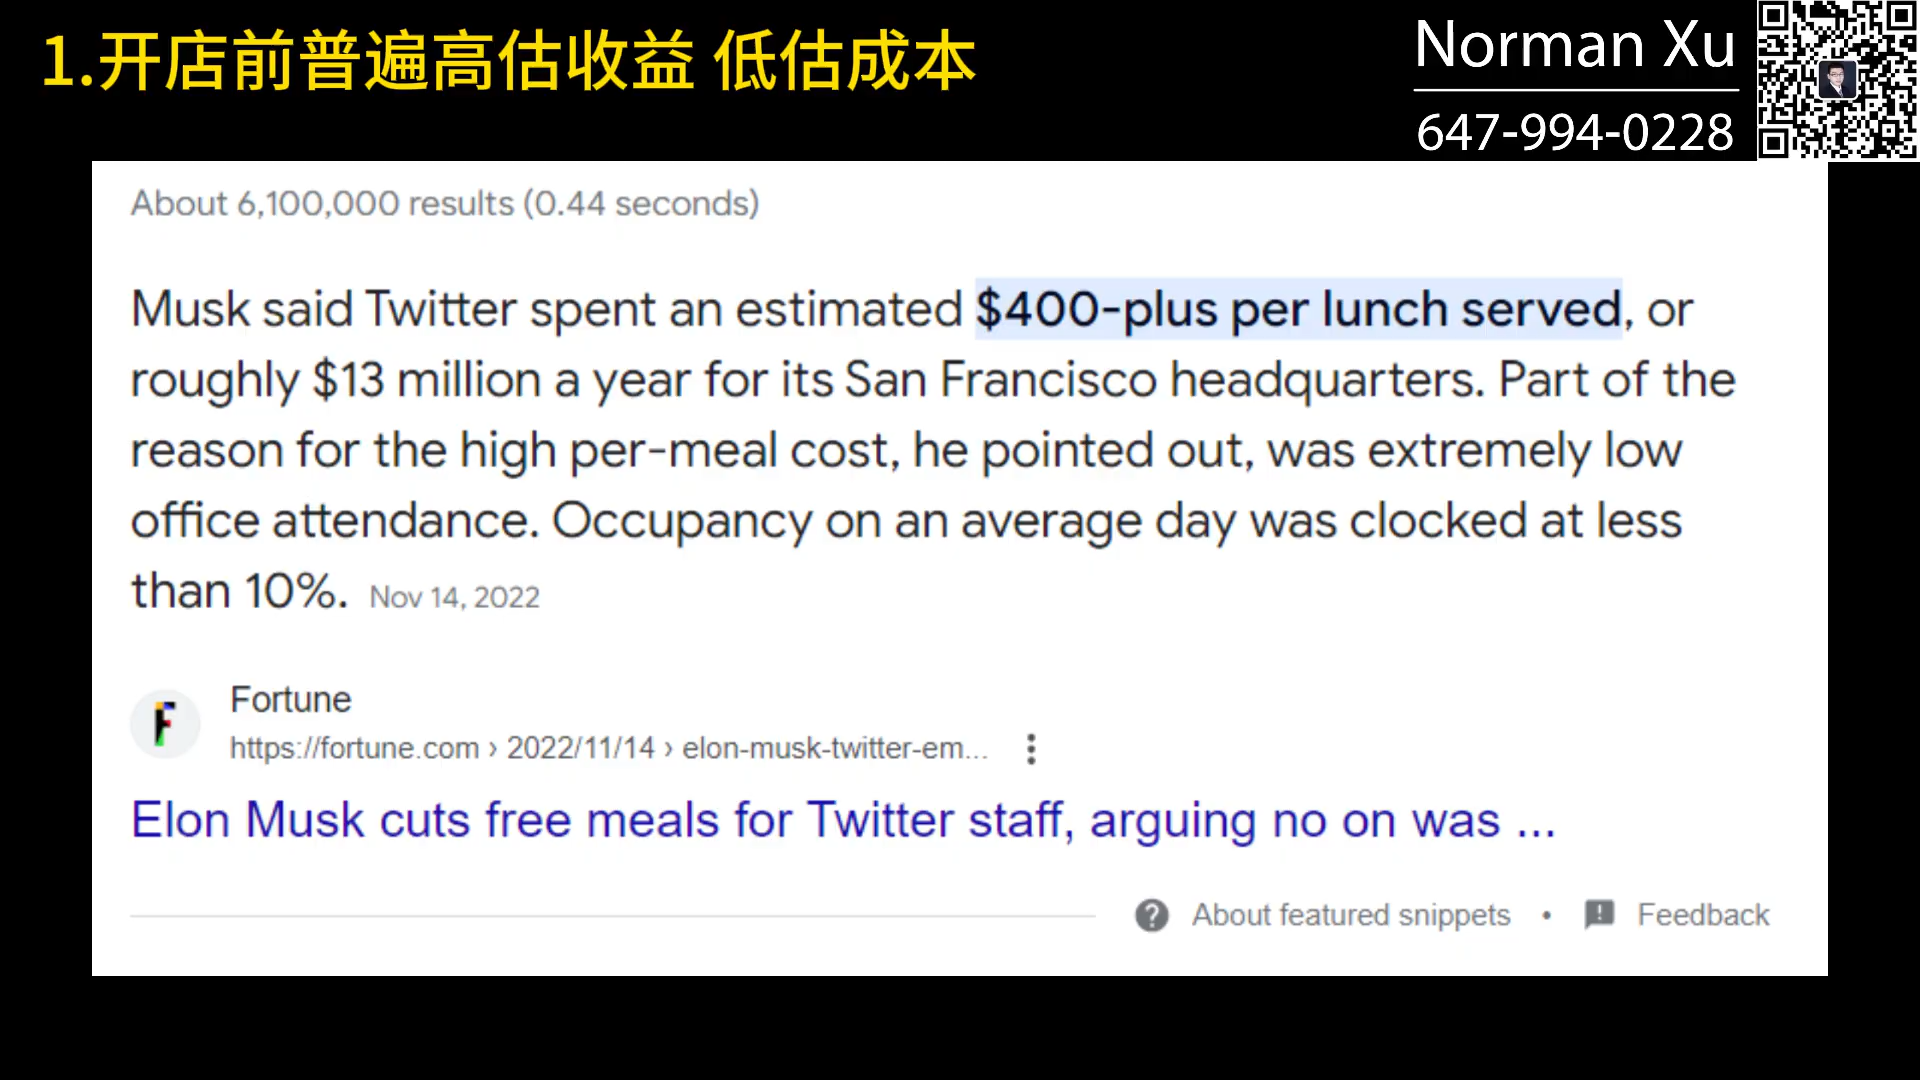 1.开店前普遍高估收益 低估成本
Norman Xu
647-994-0228
About 6,100,000 results (0.44 seconds)
Musk said Twitter spent an estimated $400-plus per lunch served, or
roughly $13 million a year for its San Francisco headquarters. Part of the
reason for the high per-meal cost, he pointed out, was extremely low
office attendance. Occupancy on an average day was clocked at less
than 10%. Nov 14, 2022
Fortune
https://fortune.com › 2022/11/14 › elon-musk-twitter-em...
Elon Musk cuts free meals for Twitter staff, arguing no on was ...
About featured snippets • Feedback